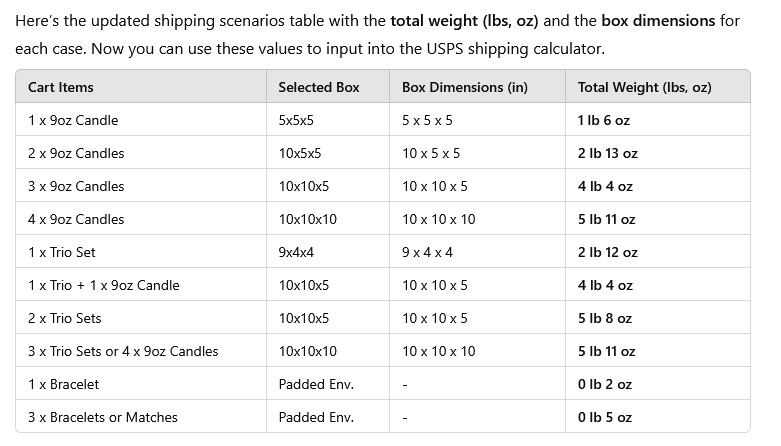 Here's the updated shipping scenarios table with the total weight (lbs, oz) and the box dimensions for
each case. Now you can use these values to input into the USPS shipping calculator.
Cart Items Selected Box Box Dimensions (in) Total Weight (lbs, oz)
1 x 9oz Candle 5x5x5 5 x 5 x 5 1 lb 6 oz
2 x 9oz Candles 10x5x5 10 x 5 x 5 2 lb 13 oz
3 x 9oz Candles 10x10x5 10 x 10 x 5 4 lb 4 oz
4 x 9oz Candles 10x10x10 10 x 10 x 10 5 lb 11 oz
1 x Trio Set 9x4x4 9 x 4 x 4 2 lb 12 oz
1 x Trio + 1 x 9oz Candle 10x10x5 10 x 10 x 5 4 lb 4 oz
2 x Trio Sets 10x10x5 10 x 10 x 5 5 lb 8 oz
3 x Trio Sets or 4 x 9oz Candles 10x10x10 10 x 10 x 10 5 lb 11 oz
1 x Bracelet Padded Env. - 0 lb 2 oz
3 x Bracelets or Matches Padded Env. - 0 lb 5 oz